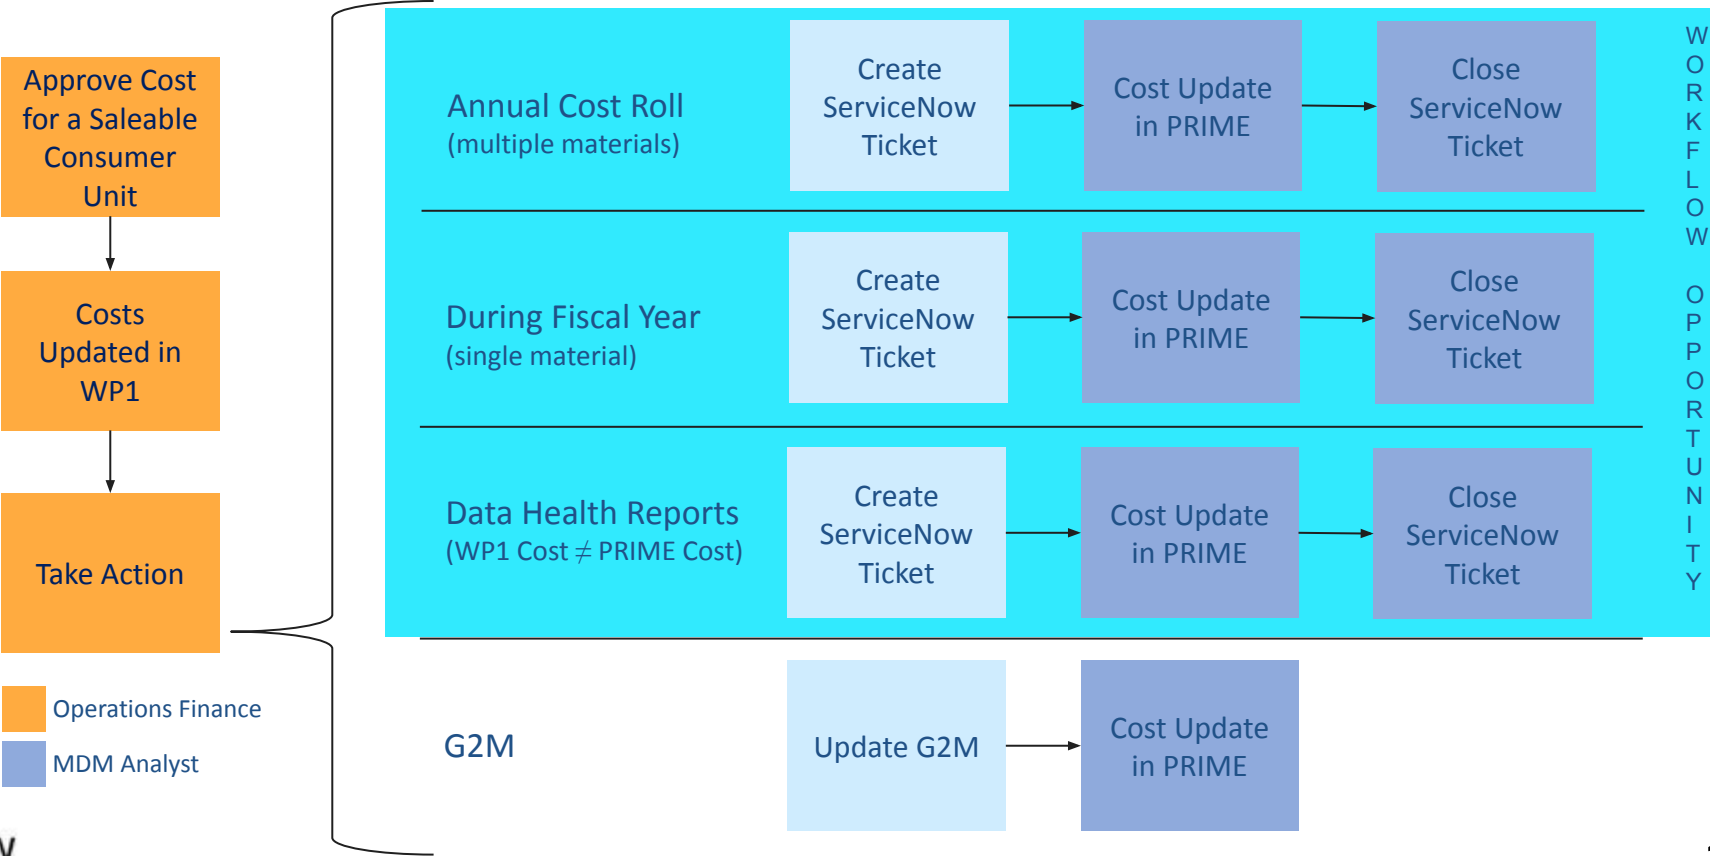 Approve Cost
for a Saleable
Consumer
Unit
Costs
Updated in
WP1
Take Action
Operations Finance
MDM Analyst
Annual Cost Roll
(multiple materials)
Create
ServiceNow
Ticket
Cost Update
in PRIME
Close
ServiceNow
Ticket
During Fiscal Year
(single material)
Create
ServiceNow
Ticket
Cost Update
in PRIME
Close
ServiceNow
Ticket
Data Health Reports
(WP1 Cost ≠ PRIME Cost)
Create
ServiceNow
Ticket
Cost Update
in PRIME
Close
ServiceNow
Ticket
G2M
Update G2M
Cost Update
in PRIME
WORKFLOW OPPORTUNITY